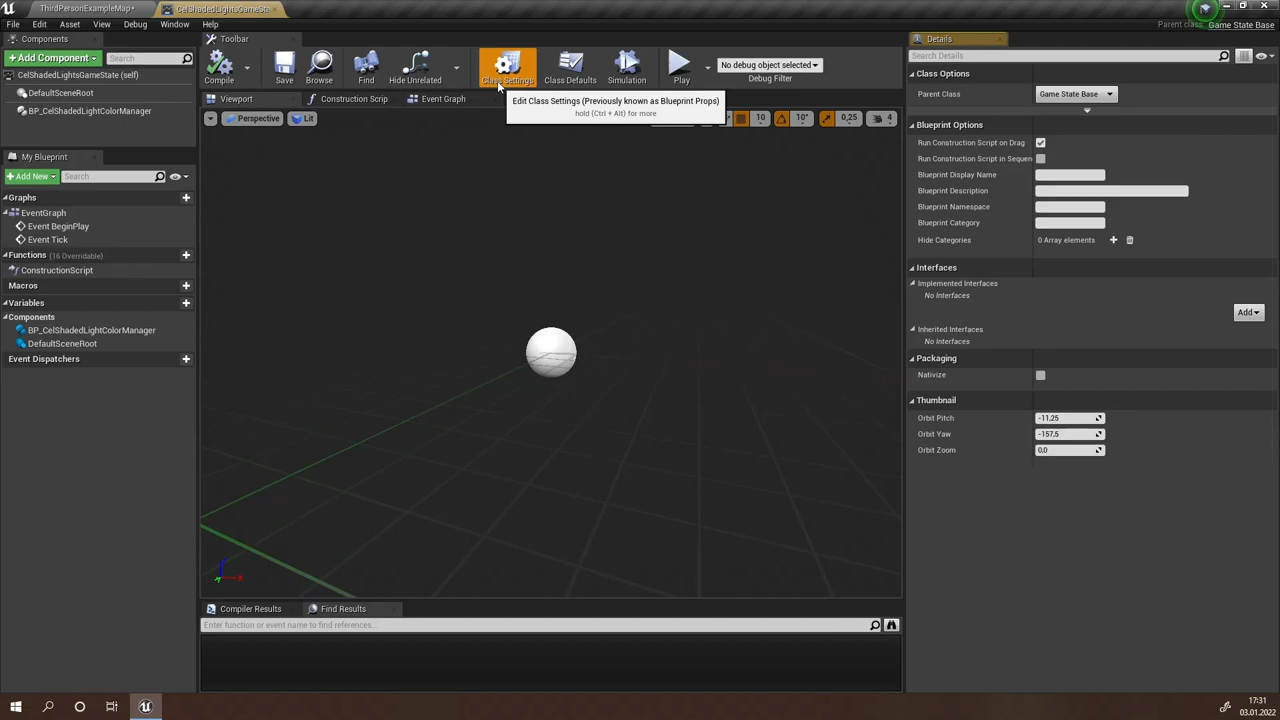 ThirdPersonExampleMap•
CelShadedLightsGameSta
File Edit Asset View Debug Window Help
Parent class: Game State Base
Components
Toolbar
Details
+Add Component
Search
CelShadedLightsGameState (self)
DefaultSceneRoot
BP_CelShadedLightColorManager
Compile
Save
Browse
Find
Hide Unrelated
Class Settings
Class Defaults
Simulation
Play
No debug object selected
Debug Filter
Viewport
Construction Scrip
Event Graph
Edit Class Settings (Previously known as Blueprint Props)
hold (Ctrl + Alt) for more
Perspective
Lit
10
10°
0,25
4
My Blueprint
+Add New
Search
Graphs
EventGraph
Event BeginPlay
Event Tick
Functions (16 Overridable)
ConstructionScript
Macros
Variables
Components
BP_CelShadedLightColorManager
DefaultSceneRoot
Event Dispatchers
Search Details
Class Options
Parent Class
Game State Base
Blueprint Options
Run Construction Script on Drag
Run Construction Script in Sequen
Blueprint Display Name
Blueprint Description
Blueprint Namespace
Blueprint Category
Hide Categories
0 Array elements
Interfaces
Implemented Interfaces
No Interfaces
Add
Inherited Interfaces
No Interfaces
Packaging
Nativize
Thumbnail
Orbit Pitch
-11,25
Orbit Yaw
-157,5
Orbit Zoom
0,0
Compiler Results
Find Results
Enter function or event name to find references...
17:31
03.01.2022